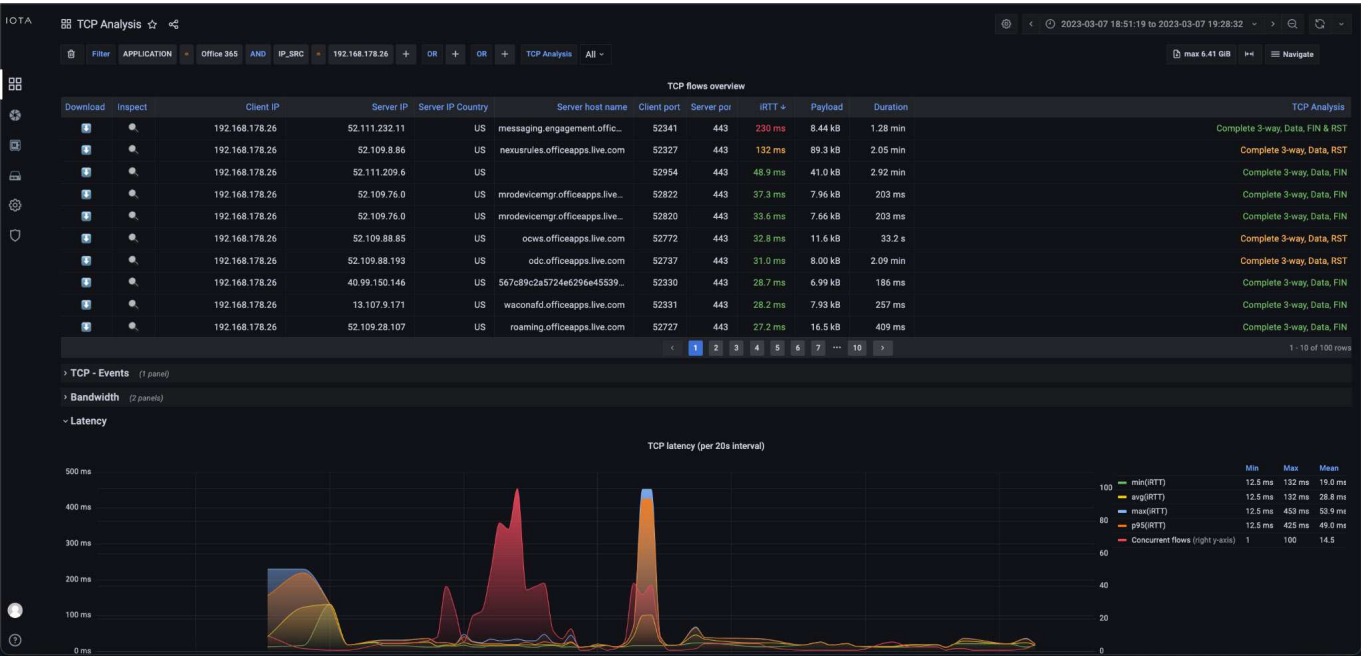 IOTA
TCP Analysis
2023-03-07 18:51:19 to 2023-03-07 19:28:32
Filter APPLICATION = Office 365 AND IP_SRC = 192.168.178.26 + OR + OR + TCP Analysis All
max 6.41 GiB Navigate
TCP flows overview
Download Inspect Client IP Server IP Server IP Country Server host name Client port Server por iRTT ↓ Payload Duration TCP Analysis
192.168.178.26 52.111.232.11 US messaging.engagement.offic... 52341 443 230 ms 8.44 kB 1.28 min Complete 3-way, Data, FIN & RST
192.168.178.26 52.109.8.86 US nexusrules.officeapps.live.com 52327 443 132 ms 89.3 kB 2.05 min Complete 3-way, Data, RST
192.168.178.26 52.111.209.6 US 52954 443 48.9 ms 41.0 kB 2.92 min Complete 3-way, Data, FIN
192.168.178.26 52.109.76.0 US mrodevicemgr.officeapps.live... 52822 443 37.3 ms 7.96 kB 203 ms Complete 3-way, Data, FIN
192.168.178.26 52.109.76.0 US mrodevicemgr.officeapps.live... 52820 443 33.6 ms 7.66 kB 203 ms Complete 3-way, Data, FIN
192.168.178.26 52.109.88.85 US ocws.officeapps.live.com 52772 443 32.8 ms 11.6 kB 33.2 s Complete 3-way, Data, RST
192.168.178.26 52.109.88.193 US odc.officeapps.live.com 52737 443 31.0 ms 8.00 kB 2.09 min Complete 3-way, Data, RST
192.168.178.26 40.99.150.146 US 567c89c2a5724e6296e45539... 52330 443 28.7 ms 6.99 kB 186 ms Complete 3-way, Data, FIN
192.168.178.26 13.107.9.171 US waconafd.officeapps.live.com 52331 443 28.2 ms 7.93 kB 257 ms Complete 3-way, Data, FIN
192.168.178.26 52.109.28.107 US roaming.officeapps.live.com 52727 443 27.2 ms 16.5 kB 409 ms Complete 3-way, Data, FIN
‹ 1 2 3 4 5 6 7 ··· 10 ›
1 - 10 of 100 rows
TCP - Events (1 panel)
Bandwidth (2 panels)
Latency
TCP latency (per 20s interval)
500 ms
400 ms
300 ms
200 ms
100 ms
0 ms
100
80
60
40
20
0
Min Max Mean
min(iRTT) 12.5 ms 132 ms 19.0 ms
avg(iRTT) 12.5 ms 132 ms 28.8 ms
max(iRTT) 12.5 ms 453 ms 53.9 ms
p95(iRTT) 12.5 ms 425 ms 49.0 ms
Concurrent flows (right y-axis) 1 100 14.5